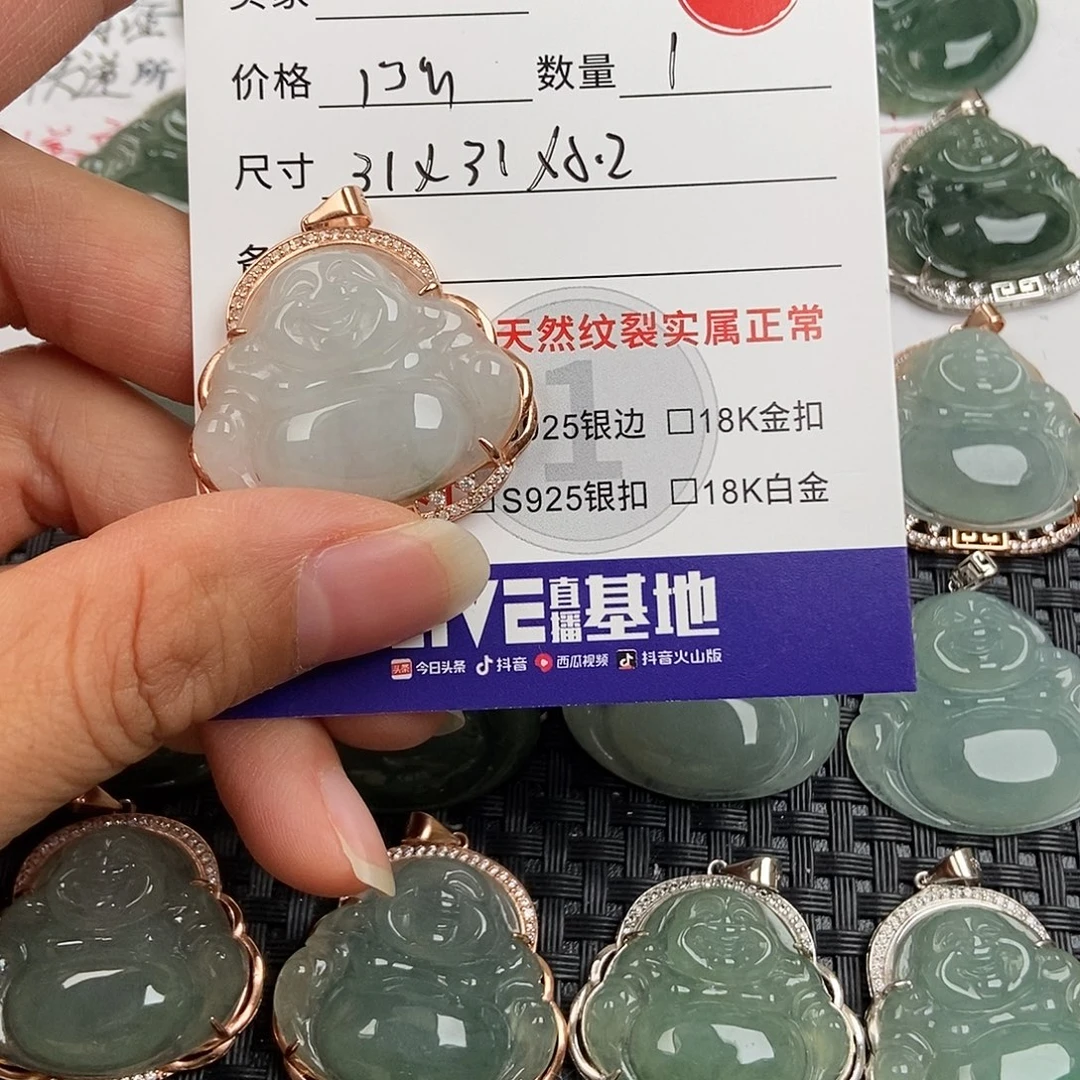 所
价格 数量 1
尺寸 31x31x8.2
天然纹裂实属正常
925银边 □18K金扣
□S925银扣 □18K白金
1
直播基地
今日头条 抖音 西瓜视频 抖音火山版